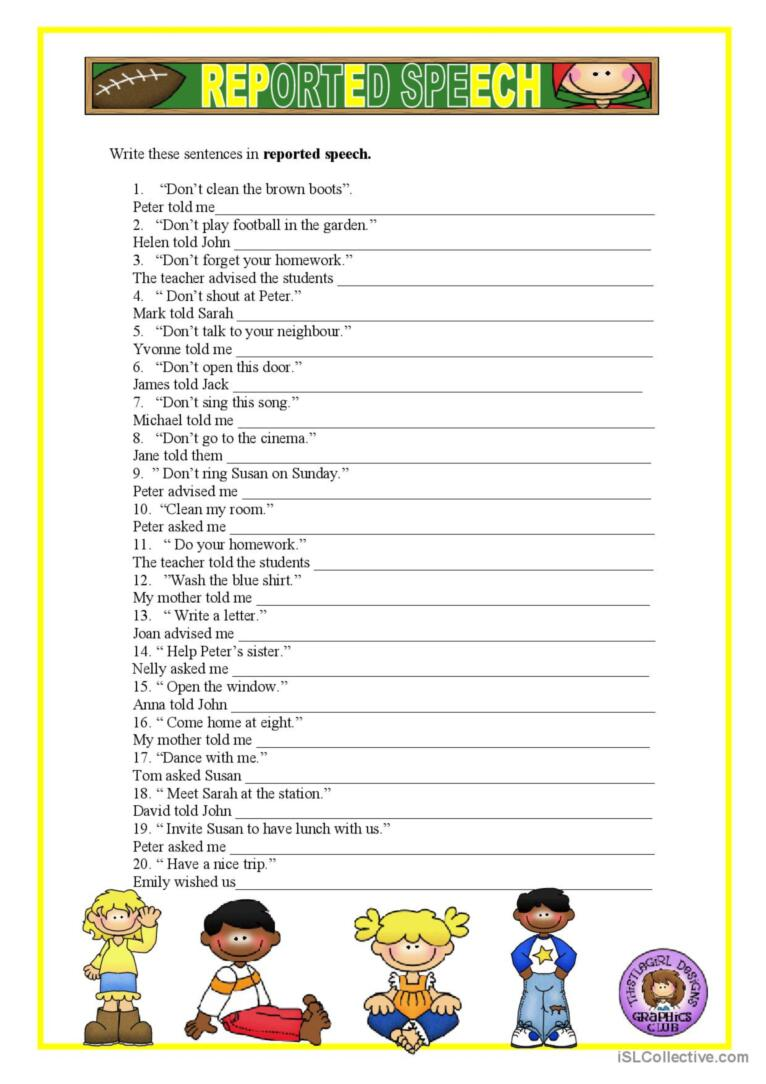 REPORTED SPEECH
Write these sentences in reported speech.
1. “Don’t clean the brown boots”.
Peter told me
2. “Don’t play football in the garden.”
Helen told John
3. “Don’t forget your homework.”
The teacher advised the students
4. “ Don’t shout at Peter.”
Mark told Sarah
5. “Don’t talk to your neighbour.”
Yvonne told me
6. “Don’t open this door.”
James told Jack
7. “Don’t sing this song.”
Michael told me
8. “Don’t go to the cinema.”
Jane told them
9. ” Don’t ring Susan on Sunday.”
Peter advised me
10. “Clean my room.”
Peter asked me
11. “ Do your homework.”
The teacher told the students
12. ”Wash the blue shirt.”
My mother told me
13. “ Write a letter.”
Joan advised me
14. “ Help Peter’s sister.”
Nelly asked me
15. “ Open the window.”
Anna told John
16. “ Come home at eight.”
My mother told me
17. “Dance with me.”
Tom asked Susan
18. “ Meet Sarah at the station.”
David told John
19. “ Invite Susan to have lunch with us.”
Peter asked me
20. “ Have a nice trip.”
Emily wished us
THISTLEGIRL DESIGNS
GRAPHICS
CLUB
iSLCollective.com